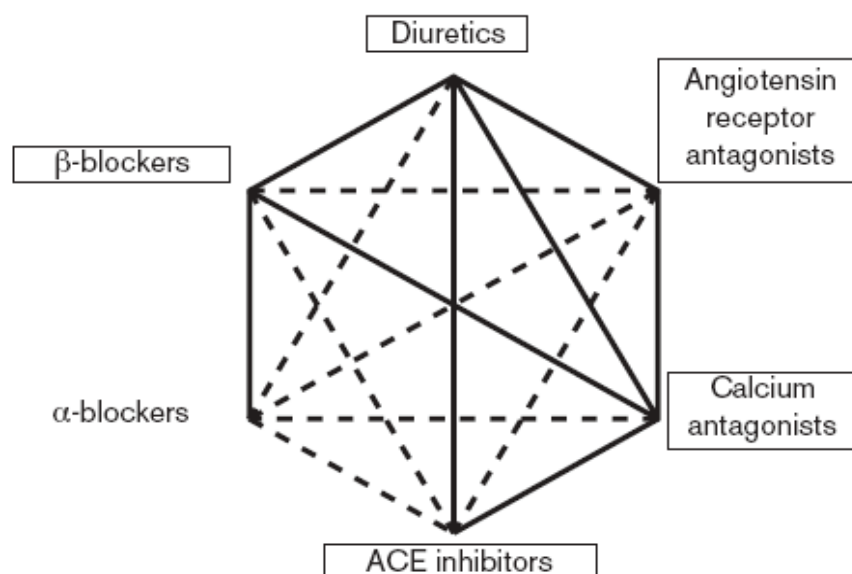 Diuretics
Angiotensin
receptor
antagonists
β-blockers
α-blockers
Calcium
antagonists
ACE inhibitors